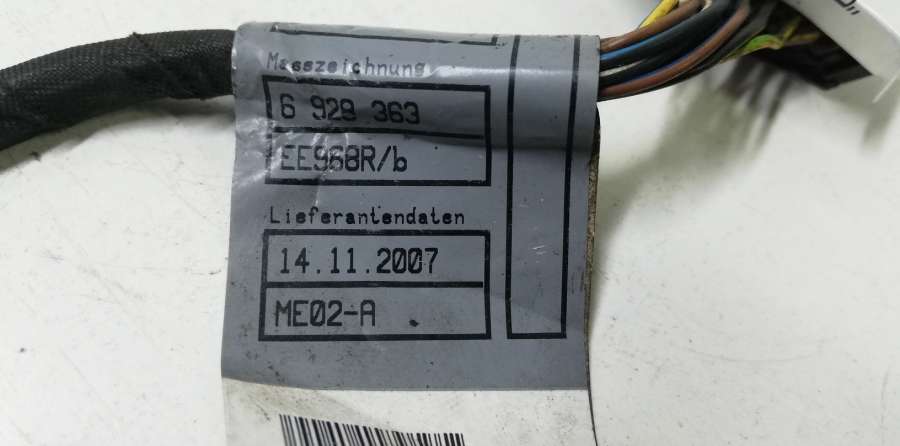 Masszeichnung
6 928 363
EE968R/b
Lieferantendaten
14.11.2007
ME02-A